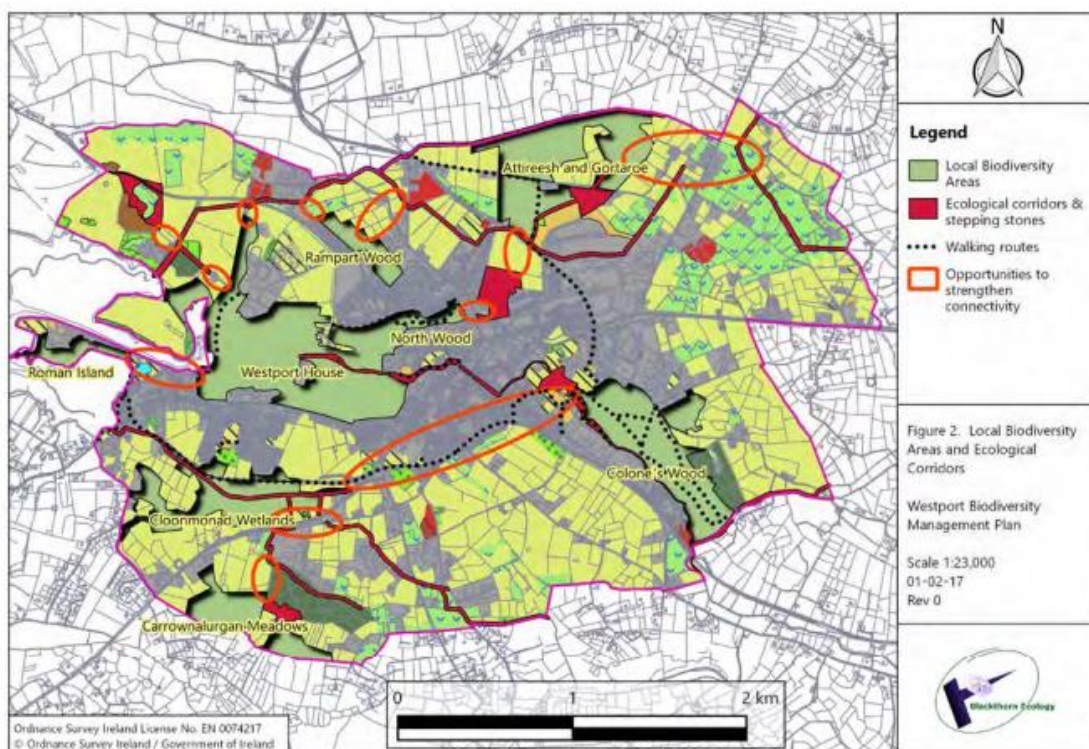 Attireesh and Gortaroe
Rampart Wood
North Wood
Roman Island
Westport House
Colone's Wood
Cloonmonad Wetlands
Carrownalurgan Meadows
0 1 2 km
Ordnance Survey Ireland License No. EN 0074217
© Ordnance Survey Ireland / Government of Ireland
N
Legend
Local Biodiversity
Areas
Ecological corridors &
stepping stones
Walking routes
Opportunities to
strengthen
connectivity
Figure 2. Local Biodiversity
Areas and Ecological
Corridors
Westport Biodiversity
Management Plan
Scale 1:23,000
01-02-17
Rev 0
Blackthorn Ecology